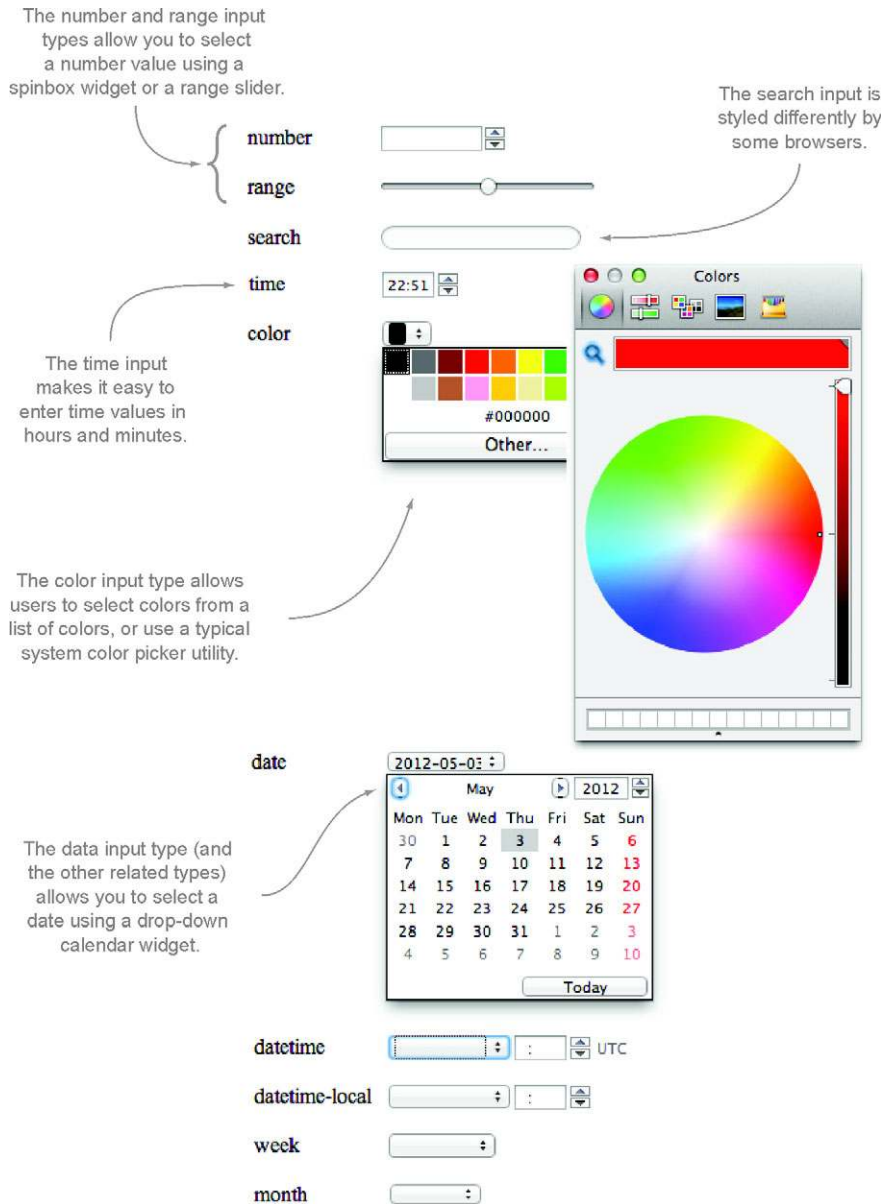 The number and range input
types allow you to select
a number value using a
spinbox widget or a range slider.
The search input is
styled differently by
some browsers.
number
range
search
time
22:51
color
#000000
Other...
Colors
The time input
makes it easy to
enter time values in
hours and minutes.
The color input type allows
users to select colors from a
list of colors, or use a typical
system color picker utility.
date
2012-05-03
May
2012
Mon Tue Wed Thu Fri Sat Sun
30 1 2 3 4 5 6
7 8 9 10 11 12 13
14 15 16 17 18 19 20
21 22 23 24 25 26 27
28 29 30 31 1 2 3
4 5 6 7 8 9 10
Today
The data input type (and
the other related types)
allows you to select a
date using a drop-down
calendar widget.
datetime
:
UTC
datetime-local
:
week
month